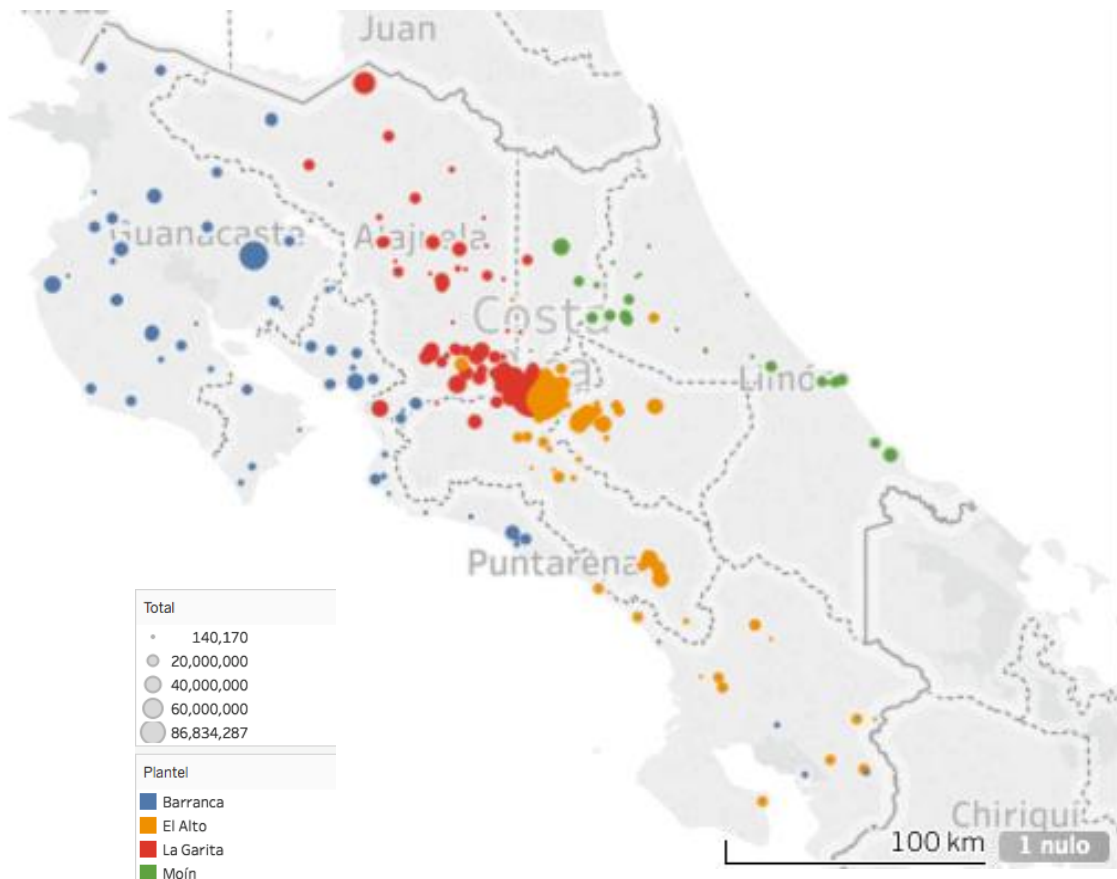 Juan
Guanacaste
Alajuela
Costa
Limón
Puntarena
Chiriquí
100 km
1 nulo
Total
140,170
20,000,000
40,000,000
60,000,000
86,834,287
Plantel
Barranca
El Alto
La Garita
Moín